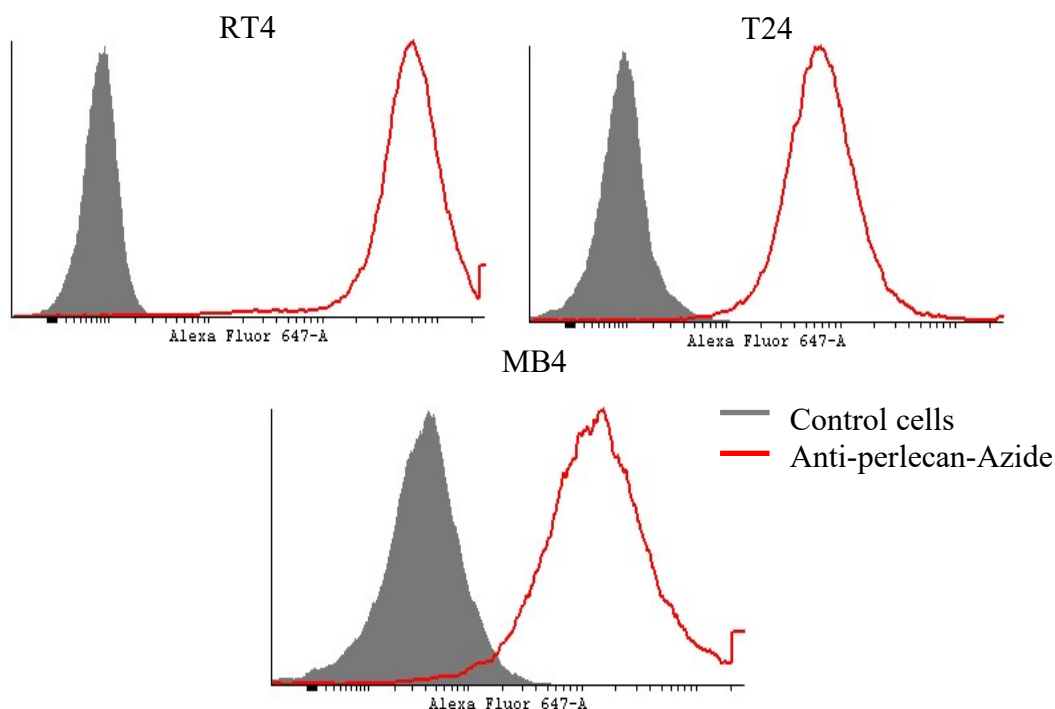 RT4
T24
Alexa Fluor 647-A
Alexa Fluor 647-A
MB4
Control cells
Anti-perlecan-Azide
Alexa Fluor 647-A